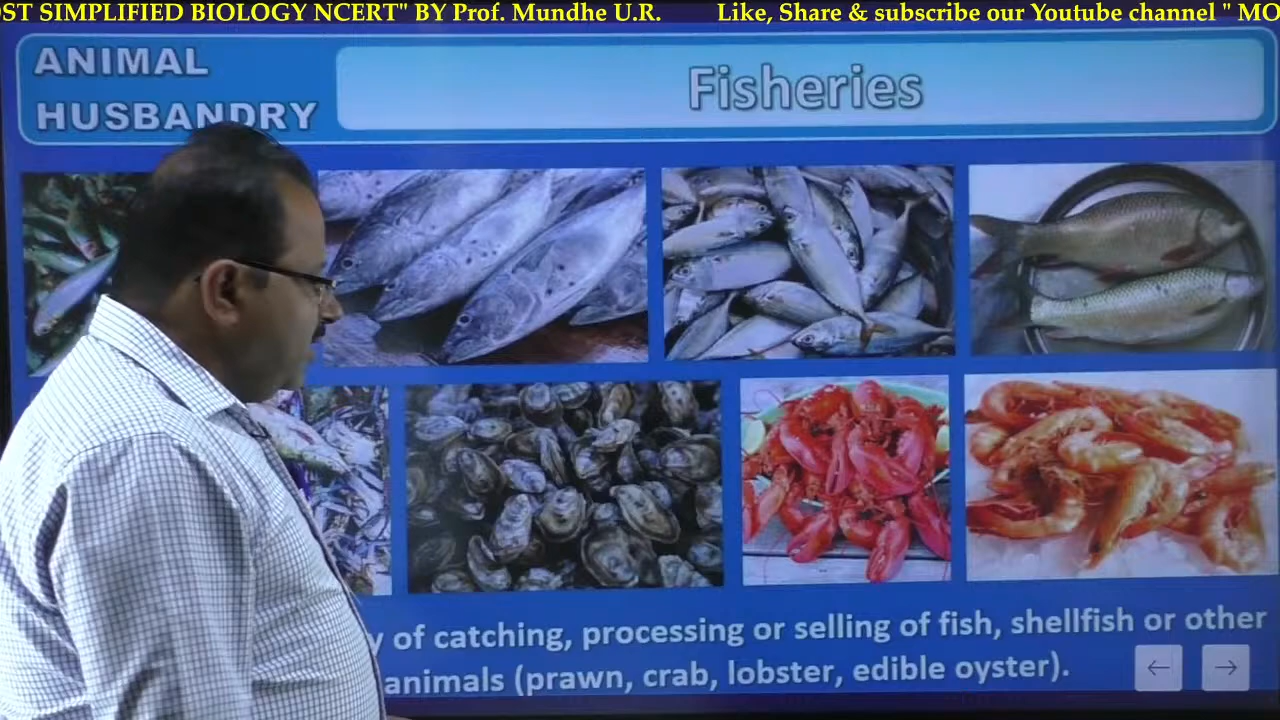 OST SIMPLIFIED BIOLOGY NCERT" BY Prof. Mundhe U.R. Like, Share & subscribe our Youtube channel " MO
ANIMAL
HUSBANDRY
Fisheries
y of catching, processing or selling of fish, shellfish or other
animals (prawn, crab, lobster, edible oyster).